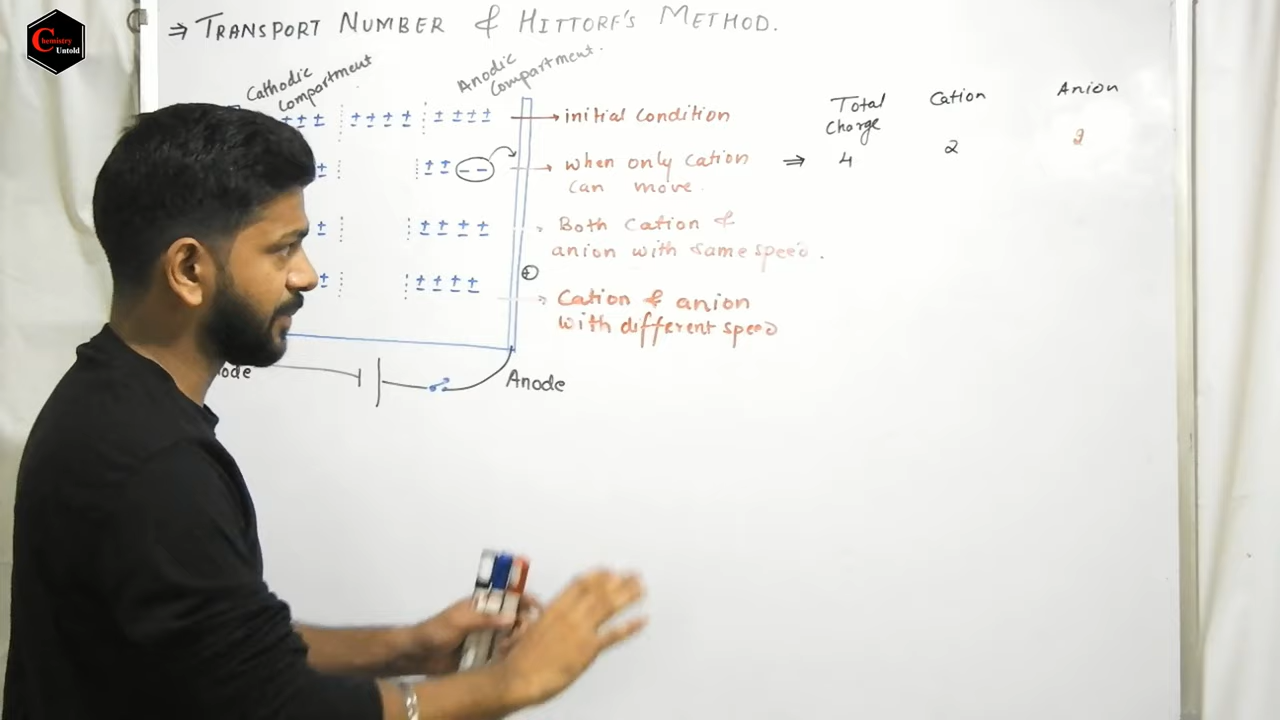 Chemistry
Untold
⇒ TRANSPORT NUMBER & HITTORF'S METHOD.
Cathodic
Compartment
Anodic
Compartment.
± ± ± ± ± ± ± ± ± ± ± → initial condition
± ± ± − − → when only cation
can move.
± ± ± ± ± Both Cation &
anion with same speed.
± ± ± ± ± Cation & anion
with different speed
⊕
ode
Anode
Total
Charge
Cation
Anion
⇒ 4 2 2